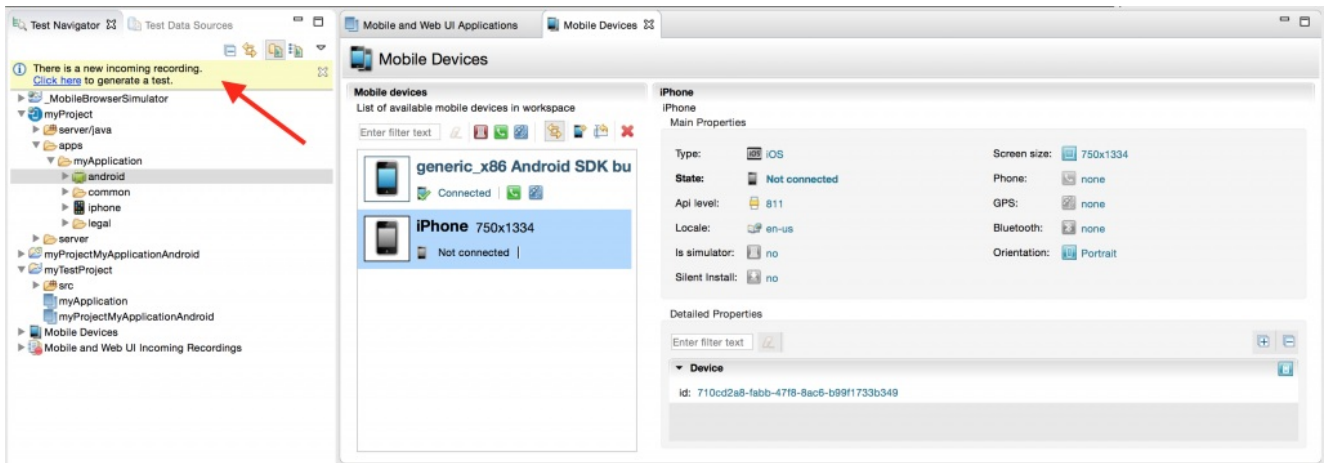 Test Navigator
Test Data Sources
There is a new incoming recording.
Click here to generate a test.
_MobileBrowserSimulator
myProject
server/java
apps
myApplication
android
common
iphone
legal
server
myProjectMyApplicationAndroid
myTestProject
src
myApplication
myProjectMyApplicationAndroid
Mobile Devices
Mobile and Web UI Incoming Recordings
Mobile and Web UI Applications
Mobile Devices
Mobile Devices
Mobile devices
List of available mobile devices in workspace
Enter filter text
generic_x86 Android SDK bu
Connected
iPhone 750x1334
Not connected
iPhone
iPhone
Main Properties
Type: iOS iOS
State: Not connected
Api level: 811
Locale: en-us
Is simulator: no
Silent Install: no
Screen size: 750x1334
Phone: none
GPS: none
Bluetooth: none
Orientation: Portrait
Detailed Properties
Enter filter text
Device
id: 710cd2a8-fabb-47f8-8ac6-b99f1733b349